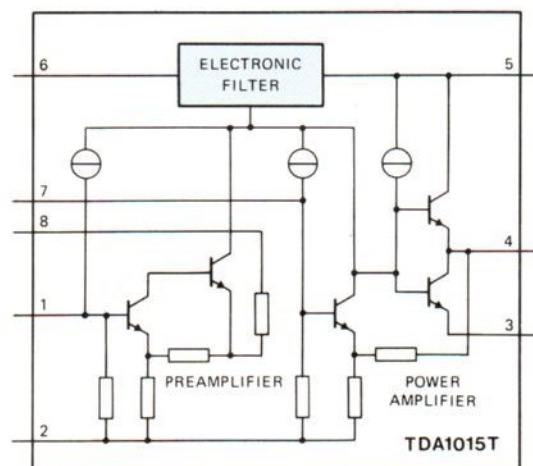 6
ELECTRONIC
FILTER
5
7
8
4
1
3
PREAMPLIFIER
POWER
AMPLIFIER
2
TDA1015T